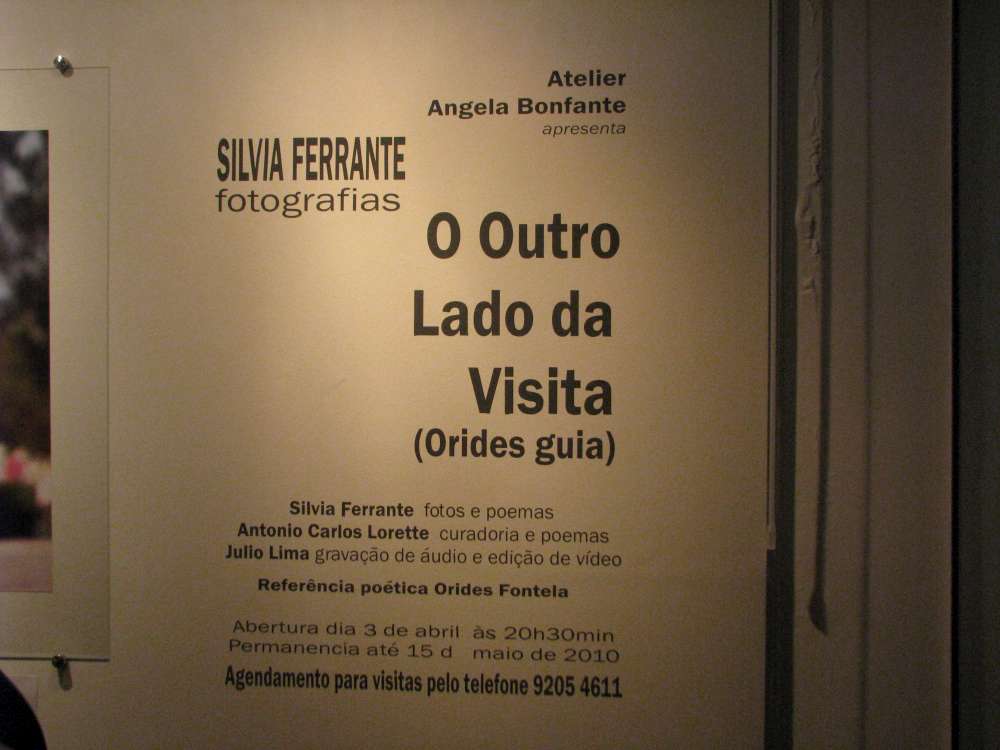 Atelier
Angela Bonfante
apresenta
SILVIA FERRANTE
fotografias
O Outro
Lado da
Visita
(Orides guia)
Silvia Ferrante fotos e poemas
Antonio Carlos Lorette curadoria e poemas
Julio Lima gravação de áudio e edição de vídeo
Referência poética Orides Fontela
Abertura dia 3 de abril às 20h30min
Permanencia até 15 d maio de 2010
Agendamento para visitas pelo telefone 9205 4611